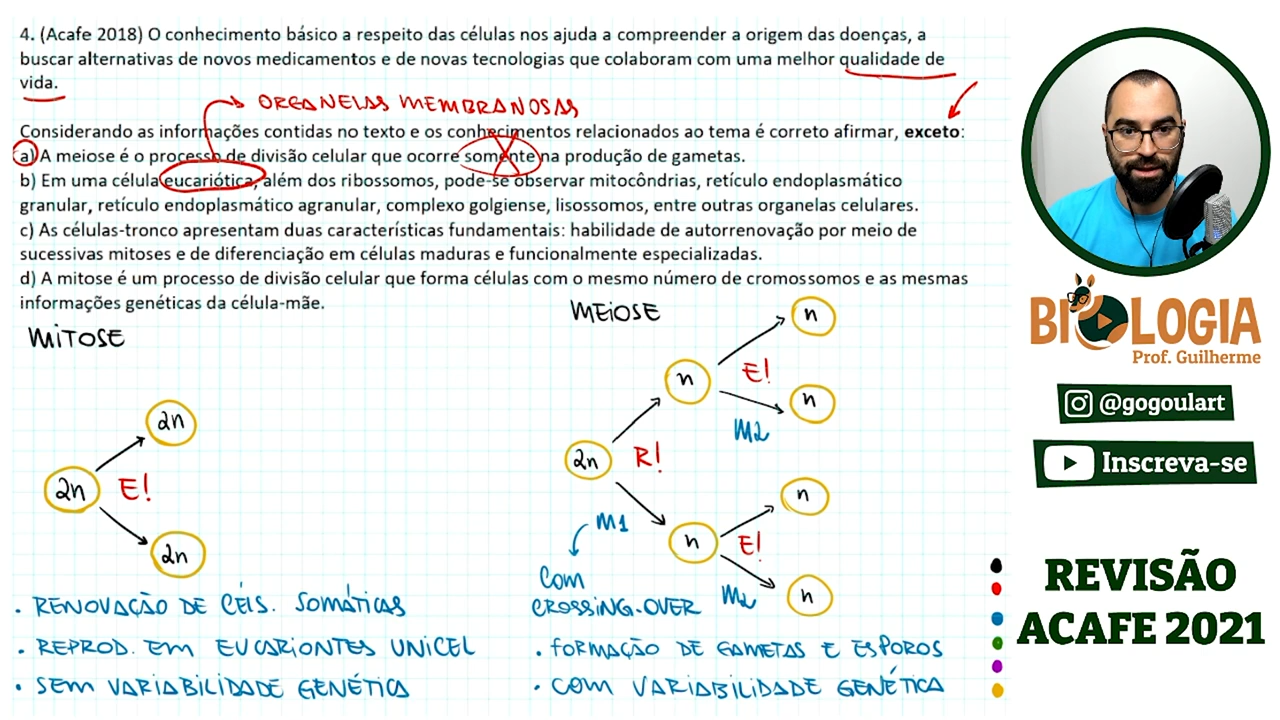 4. (Acafe 2018) O conhecimento básico a respeito das células nos ajuda a compreender a origem das doenças, a
buscar alternativas de novos medicamentos e de novas tecnologias que colaboram com uma melhor qualidade de
vida.
ORGANELAS MEMBRANOSAS
Considerando as informações contidas no texto e os conhecimentos relacionados ao tema é correto afirmar, exceto:
a) A meiose é o processo de divisão celular que ocorre somente na produção de gametas.
b) Em uma célula eucariótica, além dos ribossomos, pode-se observar mitocôndrias, retículo endoplasmático
granular, retículo endoplasmático agranular, complexo golgiense, lisossomos, entre outras organelas celulares.
c) As células-tronco apresentam duas características fundamentais: habilidade de autorrenovação por meio de
sucessivas mitoses e de diferenciação em células maduras e funcionalmente especializadas.
d) A mitose é um processo de divisão celular que forma células com o mesmo número de cromossomos e as mesmas
informações genéticas da célula-mãe.
MITOSE
2n
2n
E!
2n
• RENOVAÇÃO DE CÉLS. SOMÁTICAS
• REPROD. EM EUCARIONTES UNICEL
• SEM VARIABILIDADE GENÉTICA
MEIOSE
n
n
E!
n
M2
2n
R!
n
M1
n
E!
M2
n
COM
CROSSING-OVER
• FORMAÇÃO DE GAMETAS E ESPOROS
• COM VARIABILIDADE GENÉTICA
BIOLOGIA
Prof. Guilherme
@gogoulart
Inscreva-se
REVISÃO
ACAFE 2021